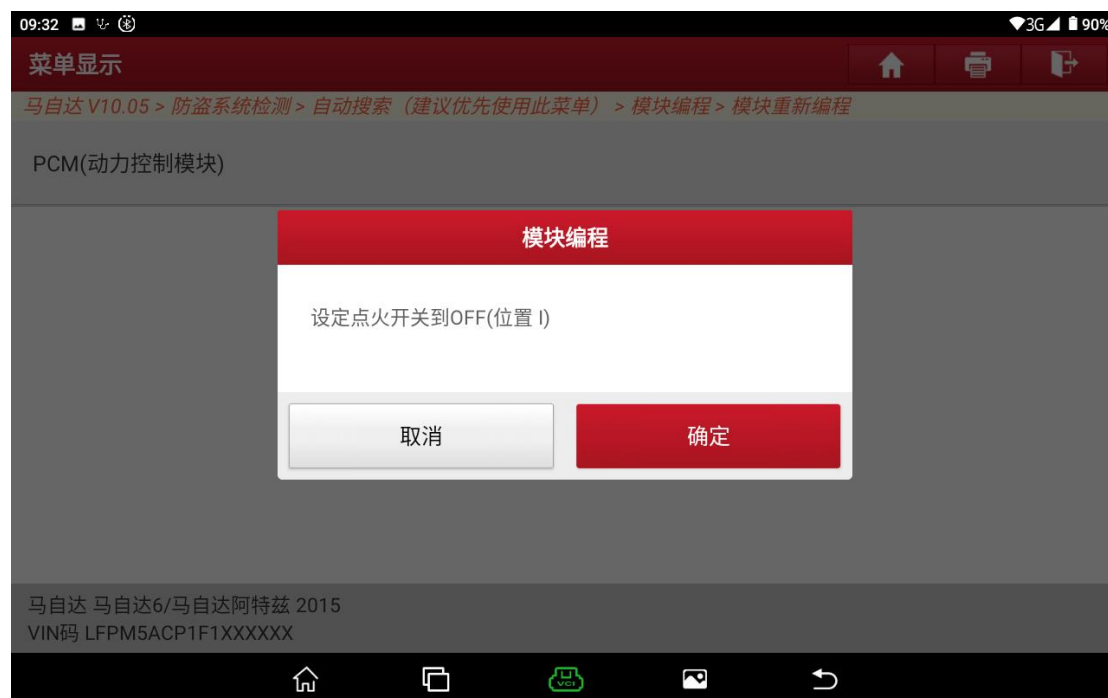 09:32
3G 90%
菜单显示
马自达 V10.05 > 防盗系统检测 > 自动搜索（建议优先使用此菜单） > 模块编程 > 模块重新编程
PCM(动力控制模块)
模块编程
设定点火开关到OFF(位置 I)
取消
确定
马自达 马自达6/马自达阿特兹 2015
VIN码 LFPM5ACP1F1XXXXXX
VCI